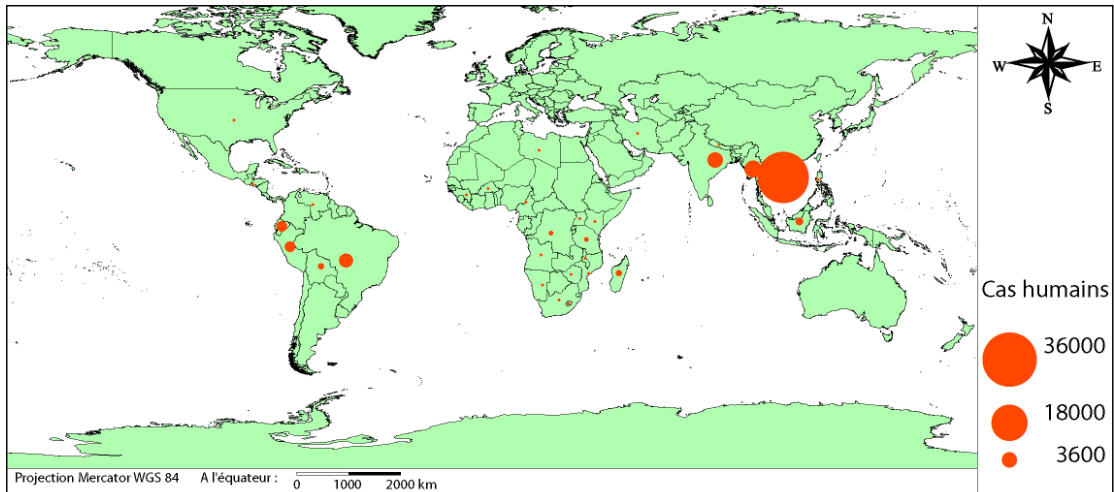 N
W E
S
Cas humains
36000
18000
3600
Projection Mercator WGS 84 A l'équateur :
0 1000 2000 km